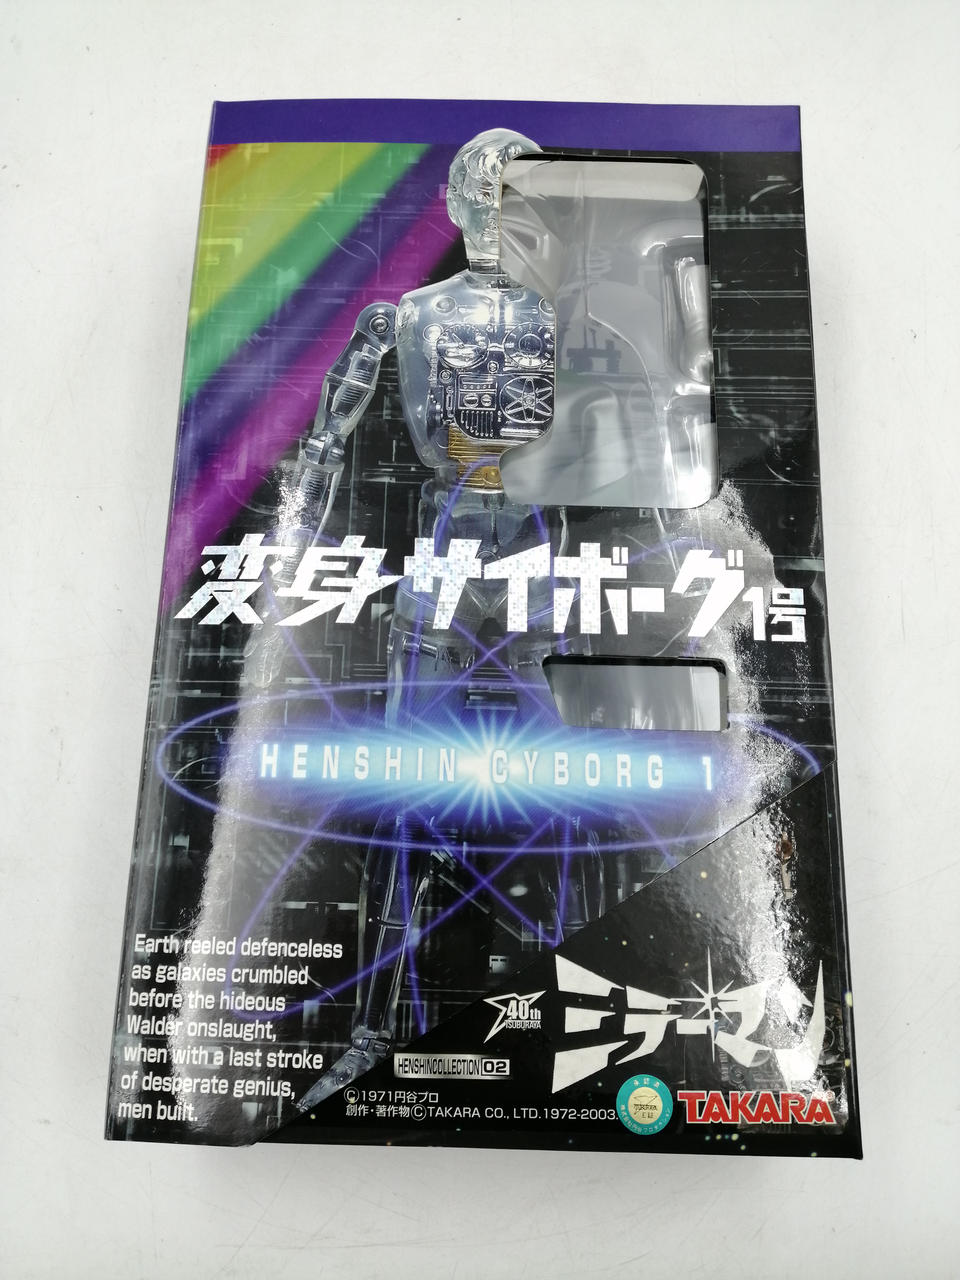 変身サイボーグ1号
HENSHIN CYBORG 1
Earth reeled defenceless
as galaxies crumbled
before the hideous
Walder onslaught,
when with a last stroke
of desperate genius,
men built.
40th
TSUBURAYA
ミラーマン
HENSHINCOLLECTION 02
©1971円谷プロ
創作・著作物©TAKARA CO., LTD. 1972-2003.
TAKARA